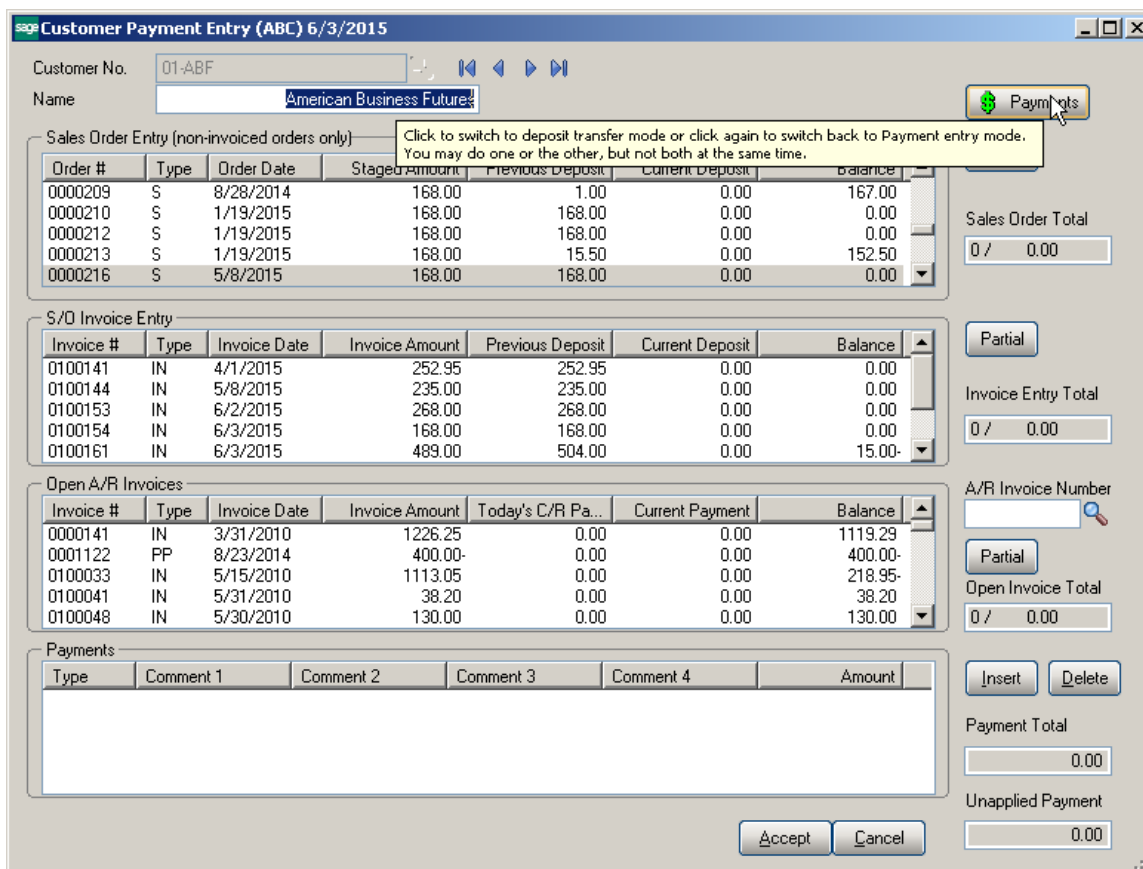 sage Customer Payment Entry (ABC) 6/3/2015
Customer No. 01-ABF
Name American Business Futures
Payments
Click to switch to deposit transfer mode or click again to switch back to Payment entry mode.
You may do one or the other, but not both at the same time.
Sales Order Entry (non-invoiced orders only)
Order # Type Order Date Staged Amount Previous Deposit Current Deposit Balance
0000209 S 8/28/2014 168.00 1.00 0.00 167.00
0000210 S 1/19/2015 168.00 168.00 0.00 0.00
0000212 S 1/19/2015 168.00 168.00 0.00 0.00
0000213 S 1/19/2015 168.00 15.50 0.00 152.50
0000216 S 5/8/2015 168.00 168.00 0.00 0.00
Sales Order Total
0 / 0.00
S/O Invoice Entry
Invoice # Type Invoice Date Invoice Amount Previous Deposit Current Deposit Balance
0100141 IN 4/1/2015 252.95 252.95 0.00 0.00
0100144 IN 5/8/2015 235.00 235.00 0.00 0.00
0100153 IN 6/2/2015 268.00 268.00 0.00 0.00
0100154 IN 6/3/2015 168.00 168.00 0.00 0.00
0100161 IN 6/3/2015 489.00 504.00 0.00 15.00-
Partial
Invoice Entry Total
0 / 0.00
Open A/R Invoices
Invoice # Type Invoice Date Invoice Amount Today's C/R Pa... Current Payment Balance
0000141 IN 3/31/2010 1226.25 0.00 0.00 1119.29
0001122 PP 8/23/2014 400.00- 0.00 0.00 400.00-
0100033 IN 5/15/2010 1113.05 0.00 0.00 218.95-
0100041 IN 5/31/2010 38.20 0.00 0.00 38.20
0100048 IN 5/30/2010 130.00 0.00 0.00 130.00
A/R Invoice Number
Partial
Open Invoice Total
0 / 0.00
Payments
Type Comment 1 Comment 2 Comment 3 Comment 4 Amount
Insert Delete
Payment Total
0.00
Unapplied Payment
0.00
Accept Cancel